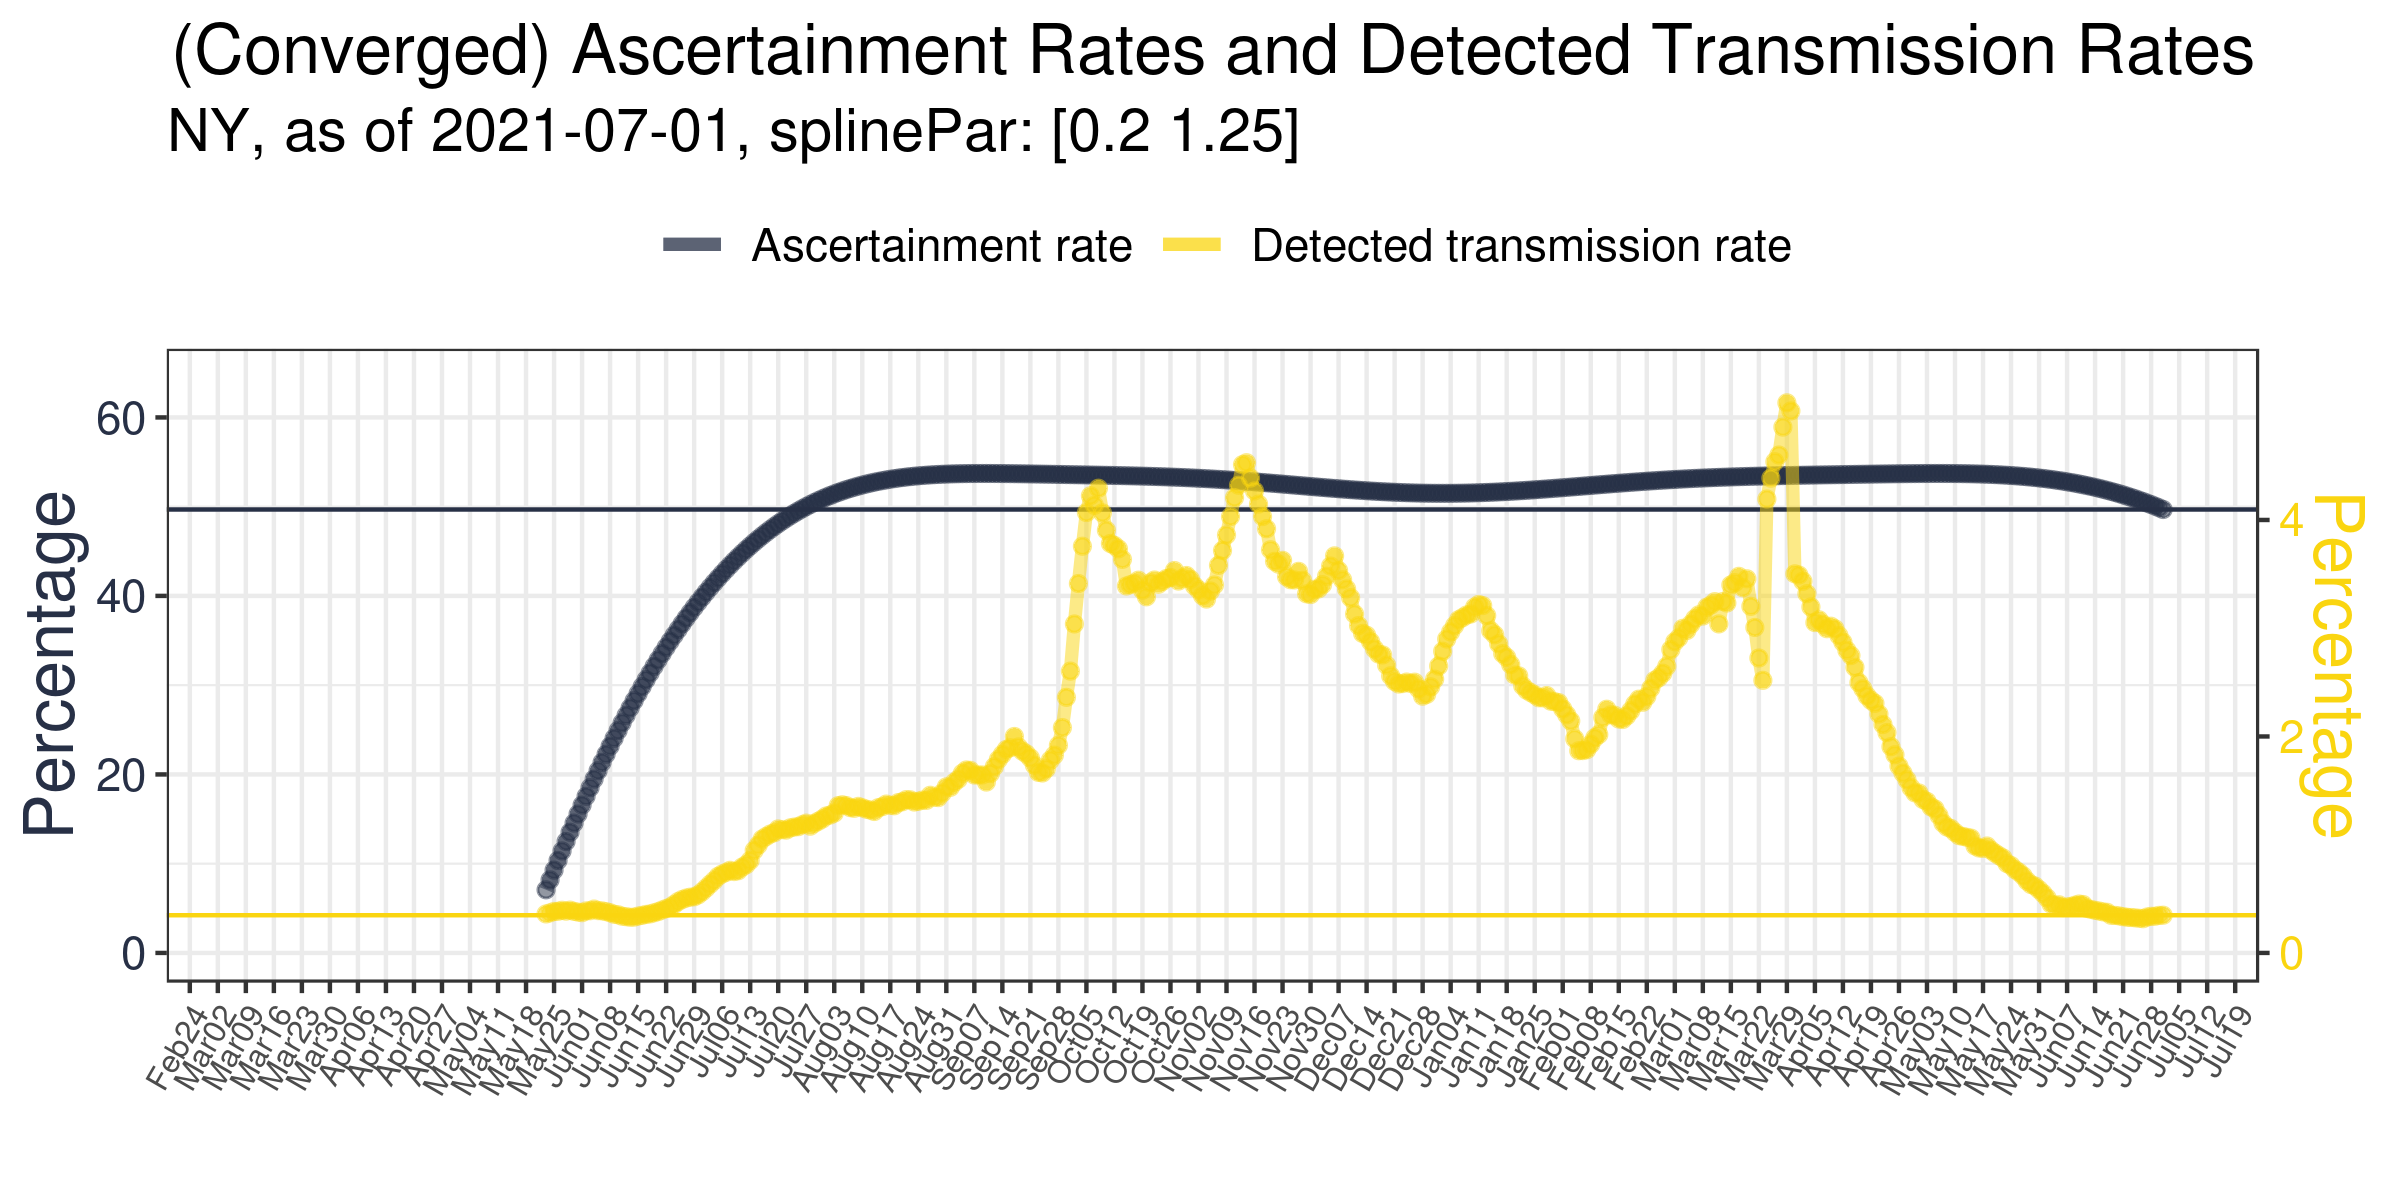 (Converged) Ascertainment Rates and Detected Transmission Rates
NY, as of 2021-07-01, splinePar: [0.2 1.25]
Ascertainment rate Detected transmission rate
Percentage
60
40
20
0
4
2
0
Percentage
Feb24 Mar02 Mar09 Mar16 Mar23 Mar30 Apr06 Apr13 Apr20 Apr27 May04 May11 May18 May25 Jun01 Jun08 Jun15 Jun22 Jun29 Jul06 Jul13 Jul20 Jul27 Aug03 Aug10 Aug17 Aug24 Aug31 Sep07 Sep14 Sep21 Sep28 Oct05 Oct12 Oct19 Oct26 Nov02 Nov09 Nov16 Nov23 Nov30 Dec07 Dec14 Dec21 Dec28 Jan04 Jan11 Jan18 Jan25 Feb01 Feb08 Feb15 Feb22 Mar01 Mar08 Mar15 Mar22 Mar29 Apr05 Apr12 Apr19 Apr26 May03 May10 May17 May24 May31 Jun07 Jun14 Jun21 Jun28 Jul05 Jul12 Jul19